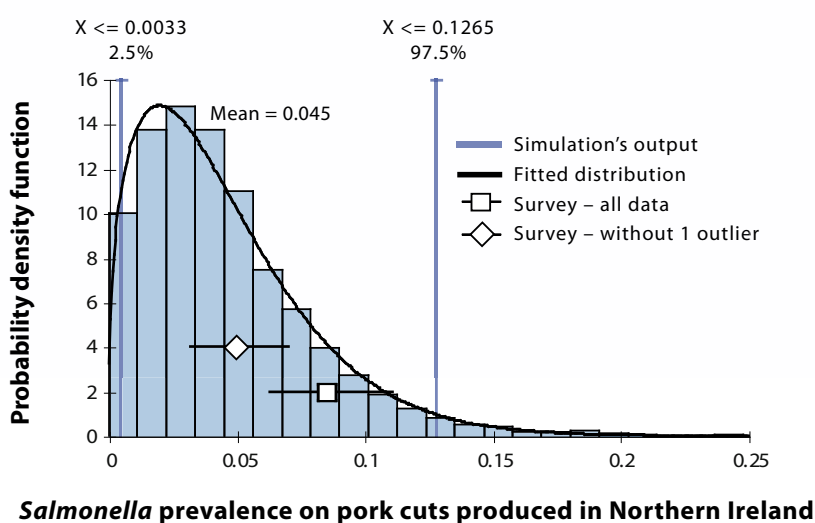 X <= 0.0033
2.5%
X <= 0.1265
97.5%
Probability density function
16
14
12
10
8
6
4
2
0
Mean = 0.045
Simulation's output
Fitted distribution
Survey – all data
Survey – without 1 outlier
0 0.05 0.1 0.15 0.2 0.25
Salmonella prevalence on pork cuts produced in Northern Ireland